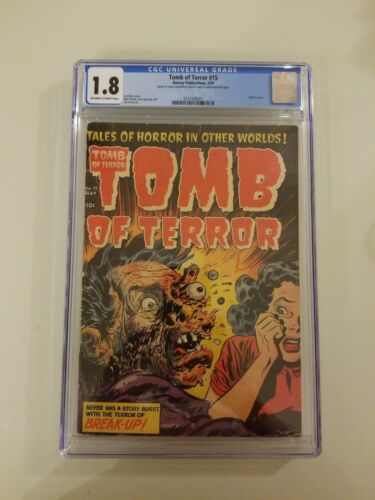 CGC UNIVERSAL GRADE
1.8
Tomb of Terror #15
Harvey Publications, 5/54
TALES OF HORROR IN OTHER WORLDS!
TOMB
OF TERROR
No. 15
MAY
10¢
TOMB
OF TERROR
NEVER HAS A STORY BURST
WITH THE TERROR OF
BREAK-UP!